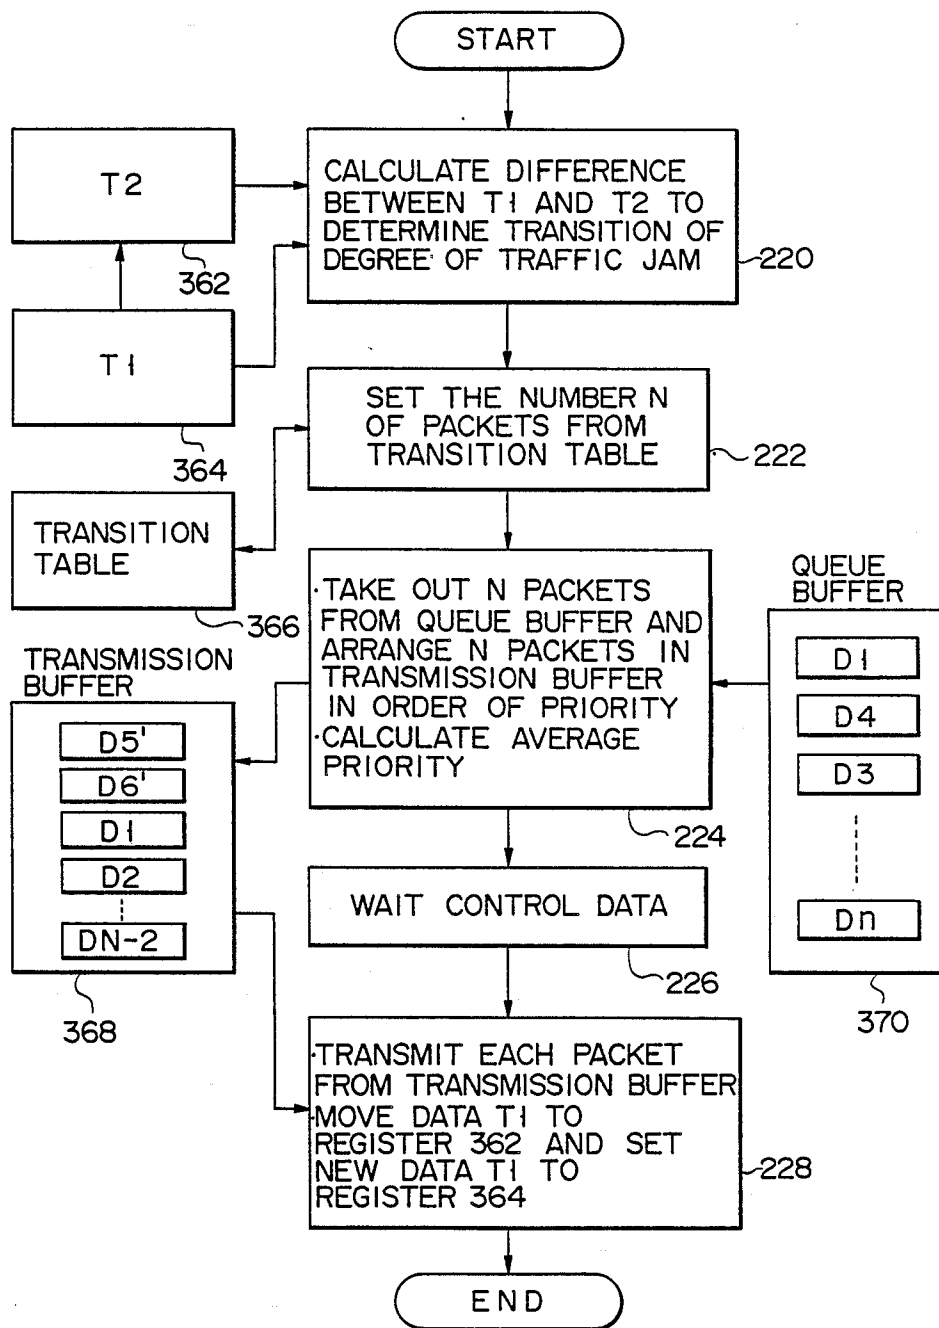 START
T2
362
CALCULATE DIFFERENCE
BETWEEN T1 AND T2 TO
DETERMINE TRANSITION OF
DEGREE OF TRAFFIC JAM
220
T1
364
SET THE NUMBER N
OF PACKETS FROM
TRANSITION TABLE
222
TRANSITION
TABLE
366
·TAKE OUT N PACKETS
FROM QUEUE BUFFER AND
ARRANGE N PACKETS IN
TRANSMISSION BUFFER
IN ORDER OF PRIORITY
·CALCULATE AVERAGE
PRIORITY
224
QUEUE
BUFFER
D1
D4
D3
Dn
370
TRANSMISSION
BUFFER
D5'
D6'
D1
D2
DN-2
368
WAIT CONTROL DATA
226
·TRANSMIT EACH PACKET
FROM TRANSMISSION BUFFER
·MOVE DATA T1 TO
REGISTER 362 AND SET
NEW DATA T1 TO
REGISTER 364
228
END